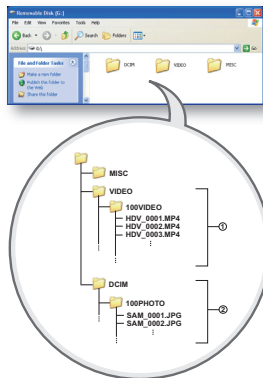 Removable Disk (G:)
File Edit View Favorites Tools Help
Back Search Folders
Address G:\ Go
File and Folder Tasks
Make a new folder
Publish this folder to the Web
Share this folder
DCIM VIDEO MISC
MISC
VIDEO
100VIDEO
HDV_0001.MP4
HDV_0002.MP4
HDV_0003.MP4
①
DCIM
100PHOTO
②
SAM_0001.JPG
SAM_0002.JPG